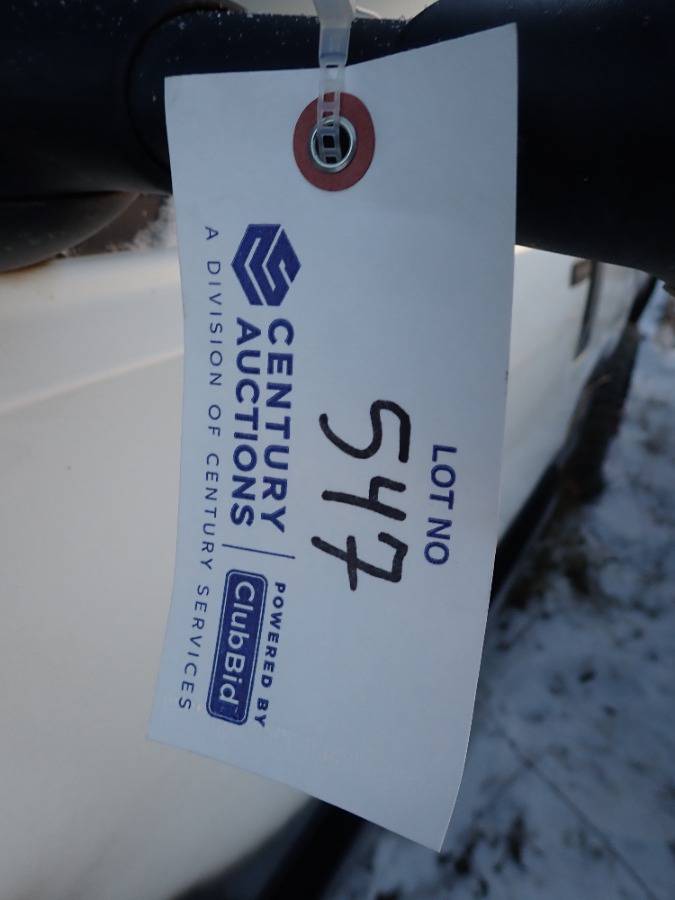 LOT NO
547
CENTURY
AUCTIONS
POWERED BY
ClubBid
A DIVISION OF CENTURY SERVICES